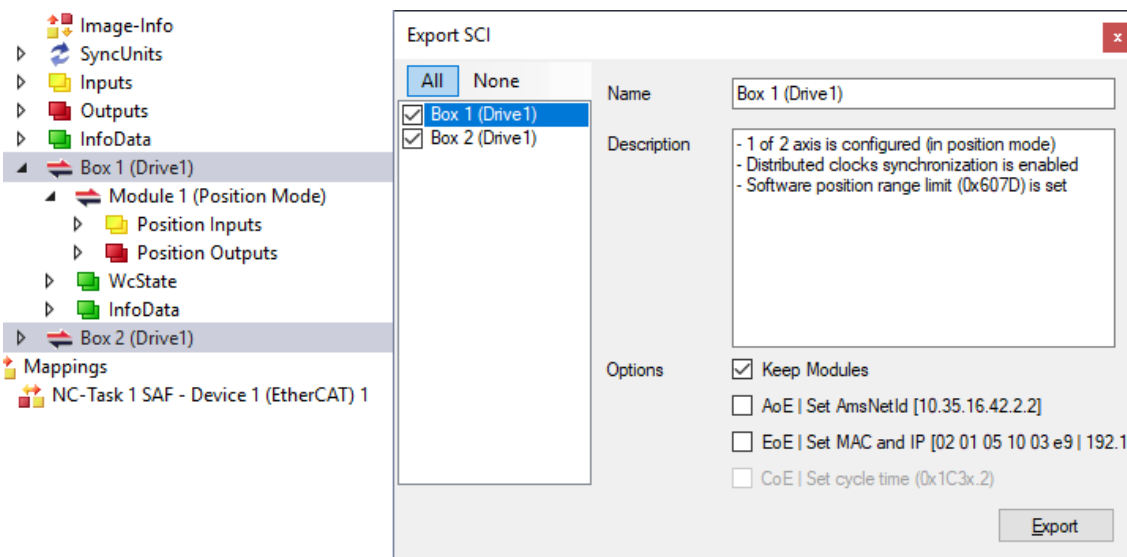 Image-Info
SyncUnits
Inputs
Outputs
InfoData
Box 1 (Drive1)
Module 1 (Position Mode)
Position Inputs
Position Outputs
WcState
InfoData
Box 2 (Drive1)
Mappings
NC-Task 1 SAF - Device 1 (EtherCAT) 1
Export SCI
x
All None
Box 1 (Drive1)
Box 2 (Drive1)
Name
Box 1 (Drive1)
Description
- 1 of 2 axis is configured (in position mode)
- Distributed clocks synchronization is enabled
- Software position range limit (0x607D) is set
Options
Keep Modules
AoE | Set AmsNetId [10.35.16.42.2.2]
EoE | Set MAC and IP [02 01 05 10 03 e9 | 192.1
CoE | Set cycle time (0x1C3x.2)
Export